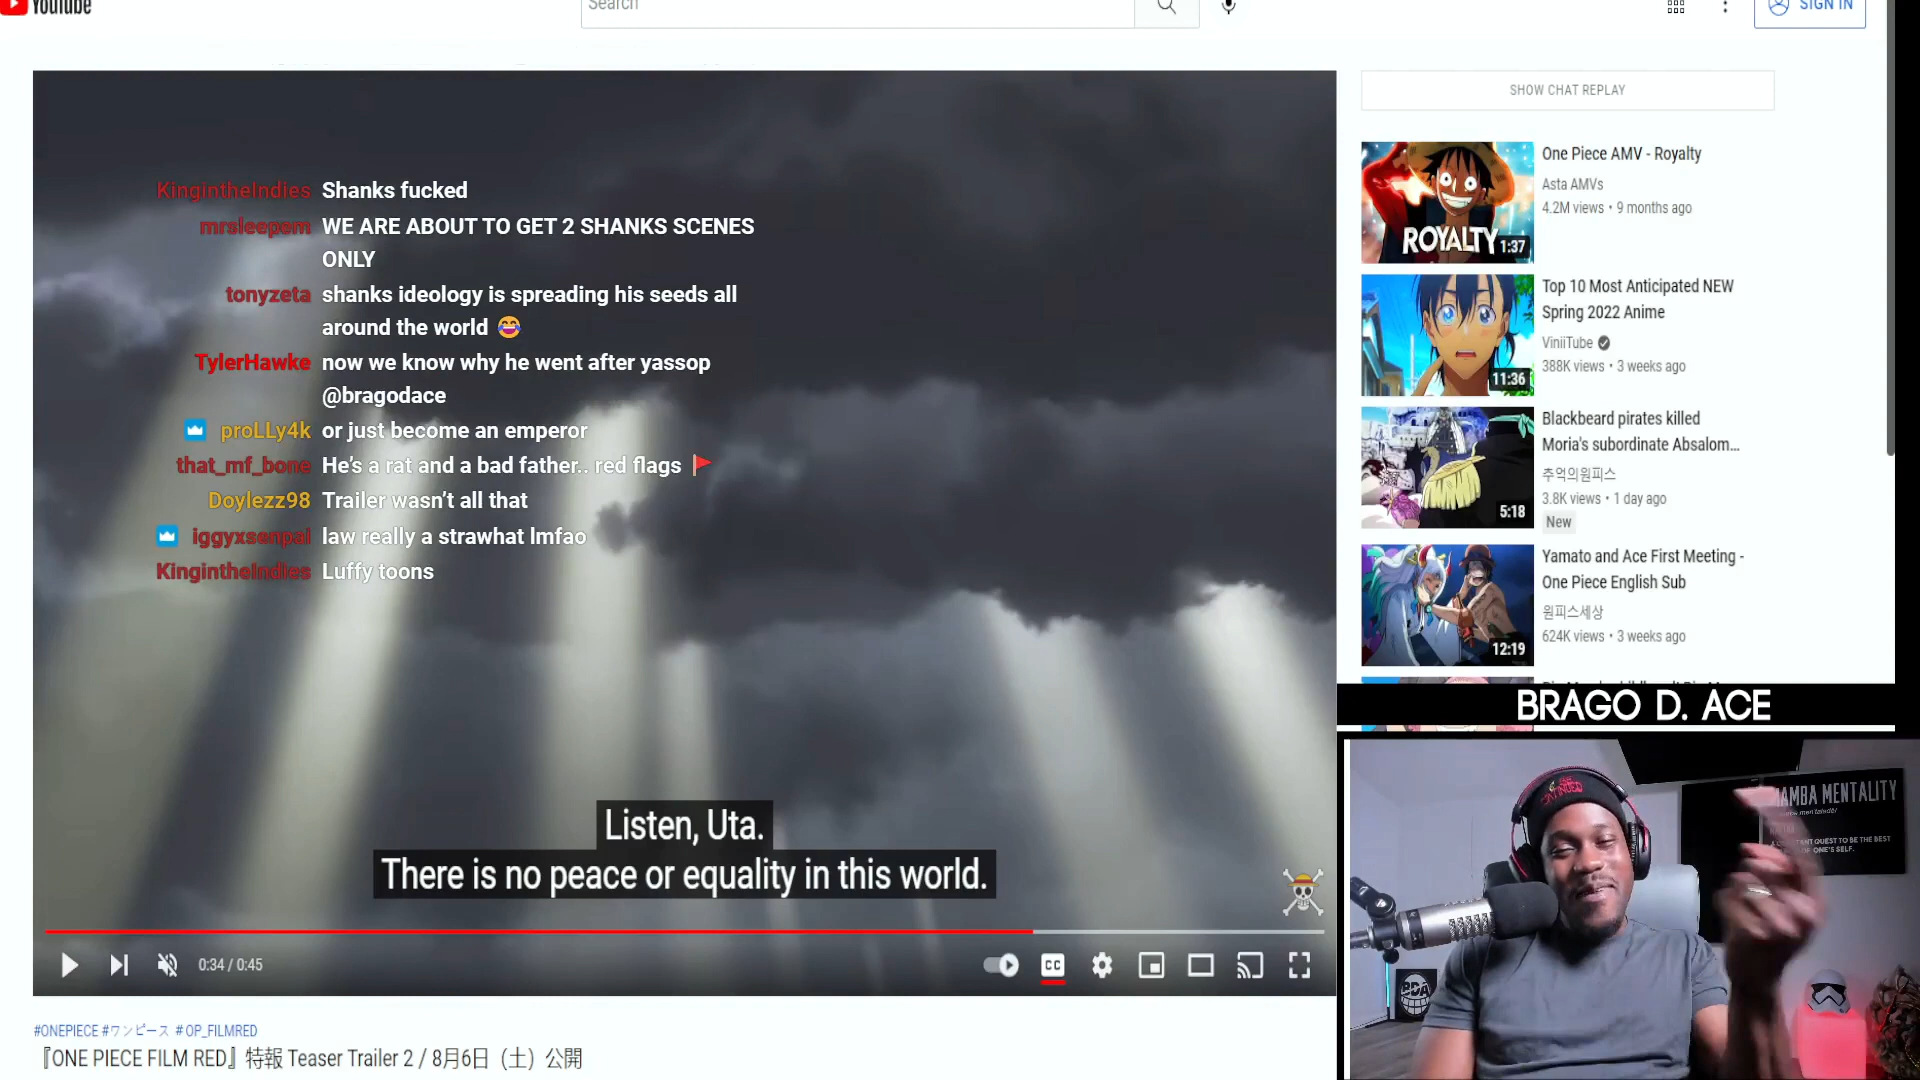 YouTube
Search
SIGN IN
KingintheIndies Shanks fucked
mrsleepem WE ARE ABOUT TO GET 2 SHANKS SCENES
ONLY
tonyzeta shanks ideology is spreading his seeds all
around the world 😂
TylerHawke now we know why he went after yassop
@bragodace
proLLy4k or just become an emperor
that_mf_bone He's a rat and a bad father.. red flags 🚩
Doylezz98 Trailer wasn't all that
iggyxsenpai law really a strawhat lmfao
KingintheIndies Luffy toons
Listen, Uta.
There is no peace or equality in this world.
0:34 / 0:45
CC
#ONEPIECE #ワンピース # OP_FILMRED
『ONE PIECE FILM RED』特報 Teaser Trailer 2 / 8月6日（土）公開
SHOW CHAT REPLAY
ROYALTY
1:37
One Piece AMV - Royalty
Asta AMVs
4.2M views • 9 months ago
11:36
Top 10 Most Anticipated NEW
Spring 2022 Anime
ViniiTube
388K views • 3 weeks ago
5:18
Blackbeard pirates killed
Moria's subordinate Absalom...
추억의원피스
3.8K views • 1 day ago
New
12:19
Yamato and Ace First Meeting -
One Piece English Sub
원피스세상
624K views • 3 weeks ago
BRAGO D. ACE
MAMBA MENTALITY
QUEST TO BE THE BEST
OF ONE'S SELF.